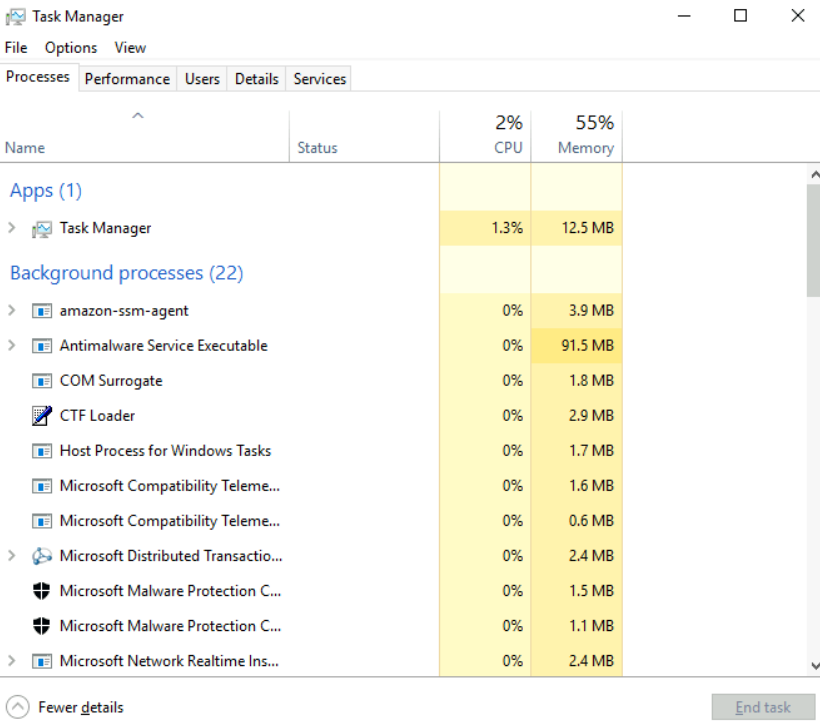 Task Manager
File Options View
Processes Performance Users Details Services
2% 55%
Name Status CPU Memory
Apps (1)
Task Manager 1.3% 12.5 MB
Background processes (22)
amazon-ssm-agent 0% 3.9 MB
Antimalware Service Executable 0% 91.5 MB
COM Surrogate 0% 1.8 MB
CTF Loader 0% 2.9 MB
Host Process for Windows Tasks 0% 1.7 MB
Microsoft Compatibility Teleme... 0% 1.6 MB
Microsoft Compatibility Teleme... 0% 0.6 MB
Microsoft Distributed Transactio... 0% 2.4 MB
Microsoft Malware Protection C... 0% 1.5 MB
Microsoft Malware Protection C... 0% 1.1 MB
Microsoft Network Realtime Ins... 0% 2.4 MB
Fewer details End task